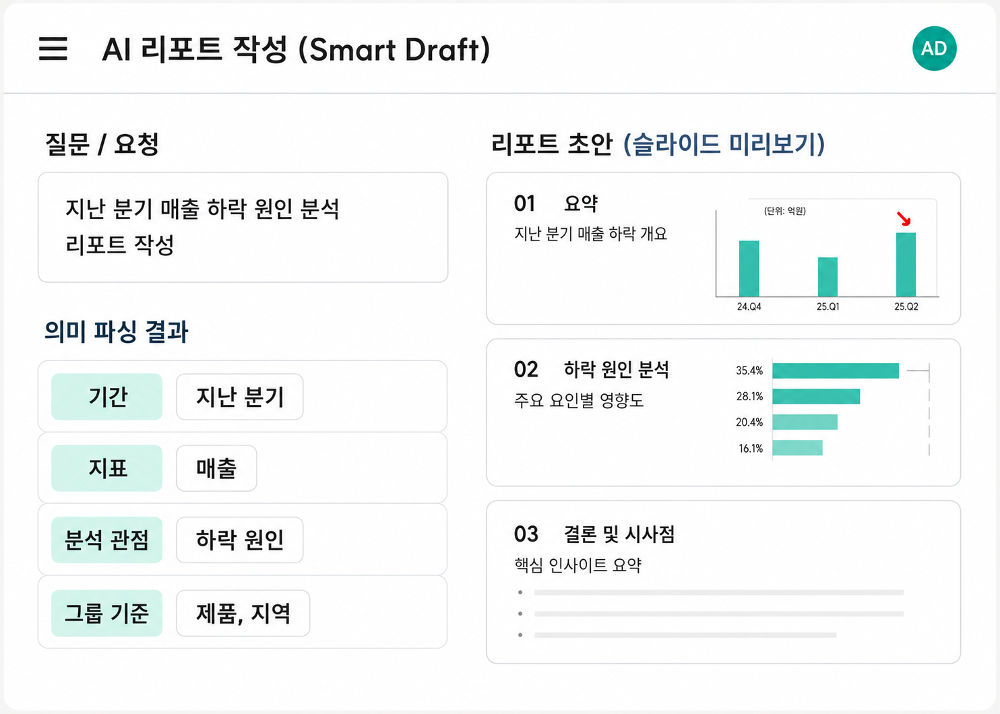 AI 리포트 작성 (Smart Draft)
AD
질문 / 요청
지난 분기 매출 하락 원인 분석
리포트 작성
의미 파싱 결과
기간
지난 분기
지표
매출
분석 관점
하락 원인
그룹 기준
제품, 지역
리포트 초안 (슬라이드 미리보기)
01 요약
지난 분기 매출 하락 개요
(단위: 억원)
24.Q4
25.Q1
25.Q2
02 하락 원인 분석
주요 요인별 영향도
35.4%
28.1%
20.4%
16.1%
03 결론 및 시사점
핵심 인사이트 요약